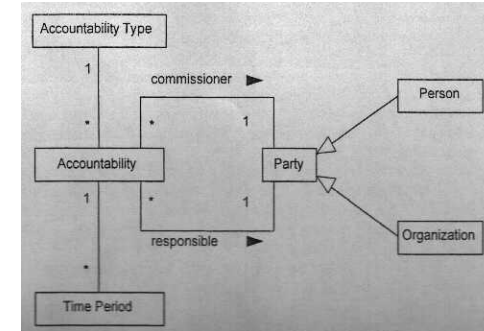 Accountability Type
1
commissioner
Person
*
*
1
Accountability
Party
1
*
1
responsible
Organization
*
Time Period